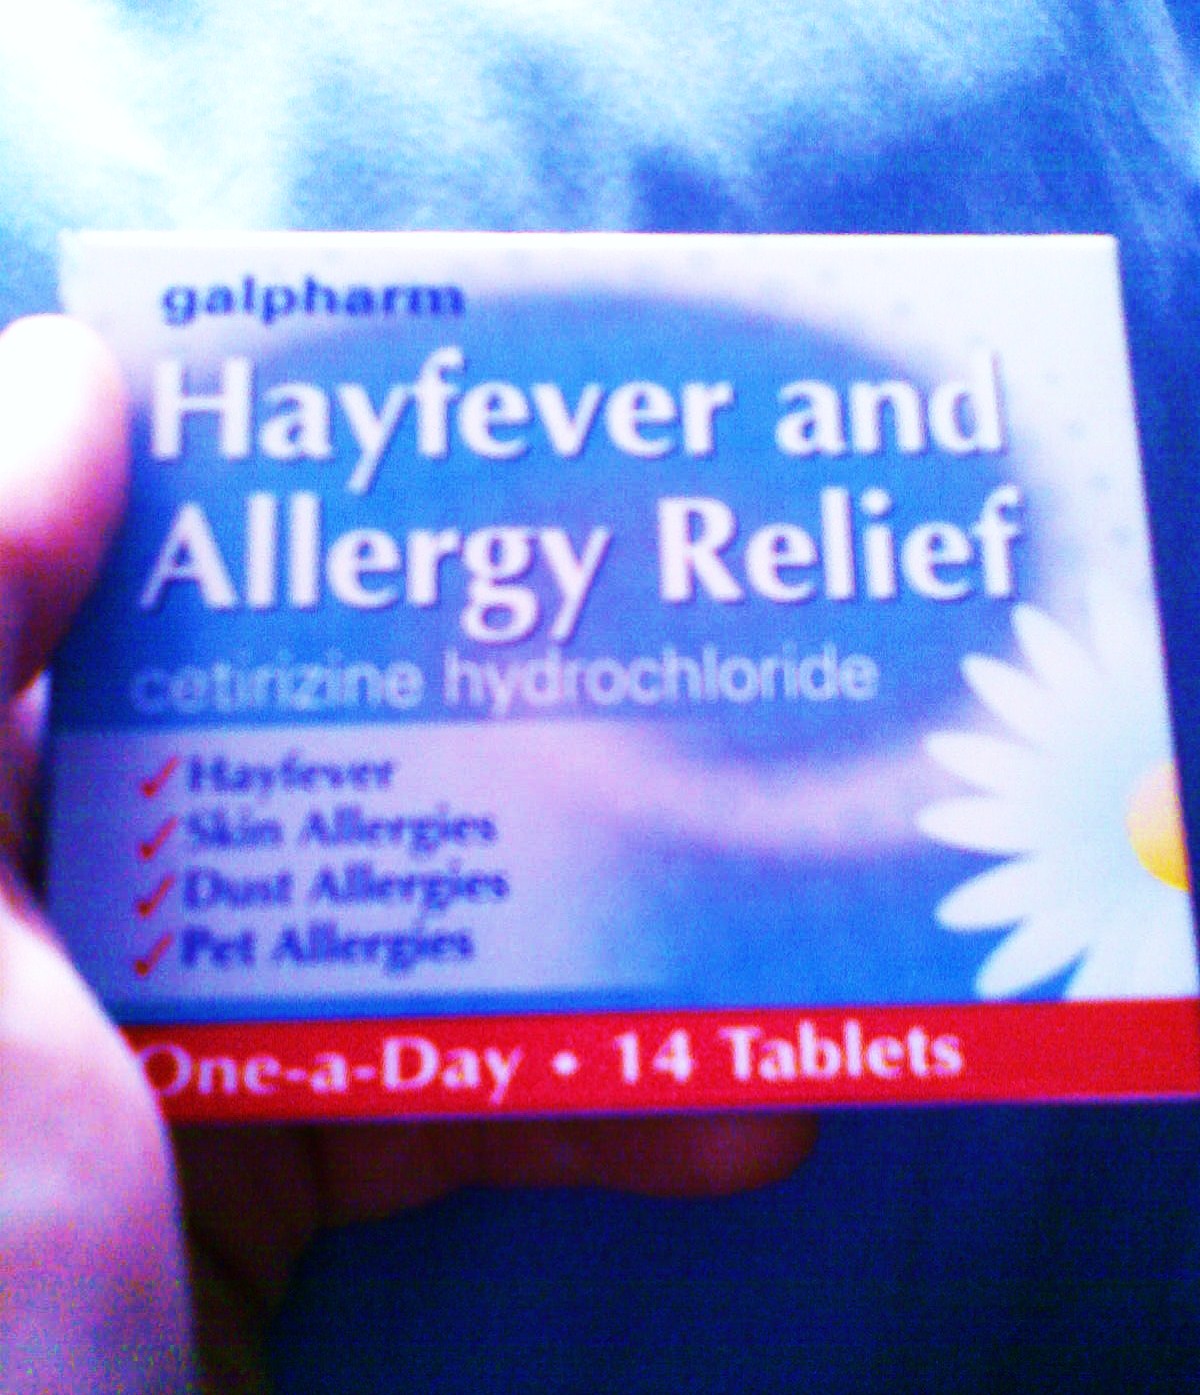 galpharm
Hayfever and
Allergy Relief
cetirizine hydrochloride
Hayfever
Skin Allergies
Dust Allergies
Pet Allergies
One-a-Day • 14 Tablets